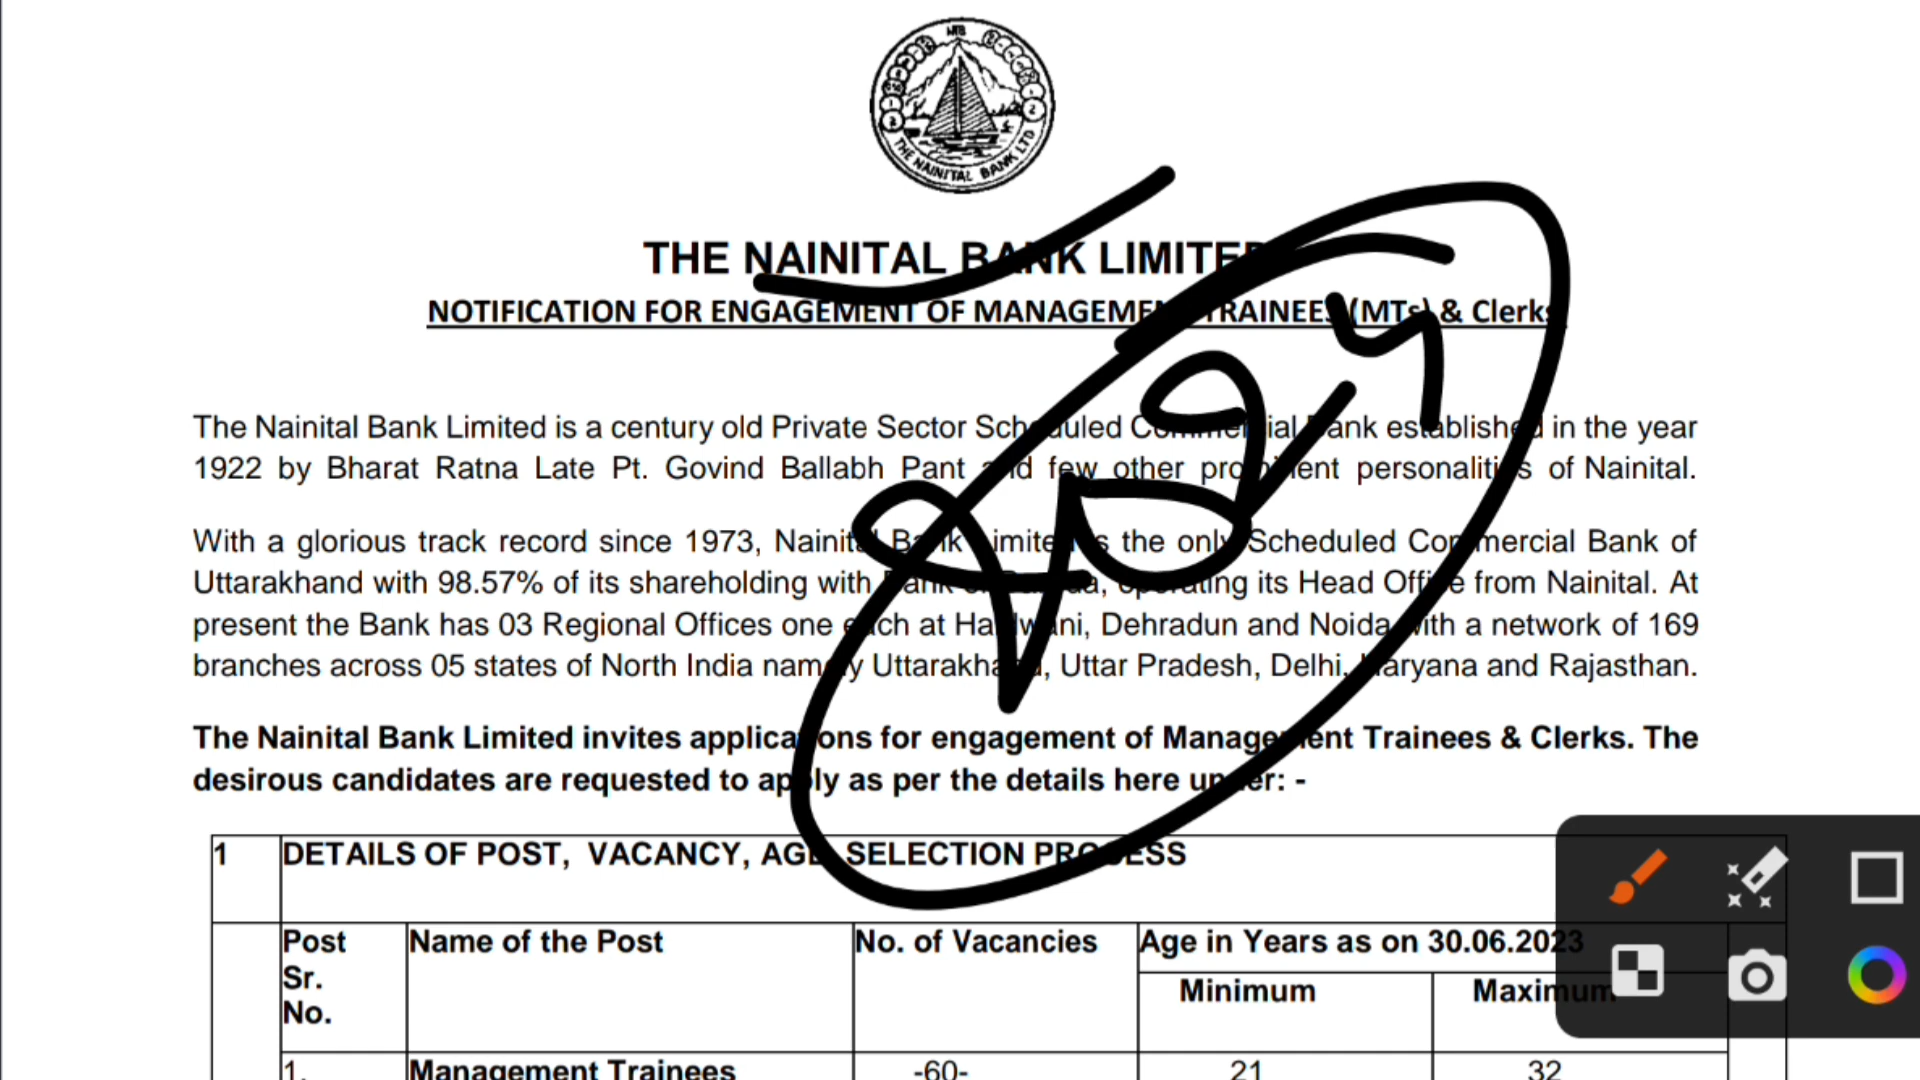 NTB
THE NAINITAL BANK LTD
THE NAINITAL BANK LIMITED
NOTIFICATION FOR ENGAGEMENT OF MANAGEMENT TRAINEES (MTs) & Clerks
The Nainital Bank Limited is a century old Private Sector Scheduled Commercial Bank established in the year
1922 by Bharat Ratna Late Pt. Govind Ballabh Pant and few other prominent personalities of Nainital.
With a glorious track record since 1973, Nainital Bank Limited is the only Scheduled Commercial Bank of
Uttarakhand with 98.57% of its shareholding with Bank of Baroda, operating its Head Office from Nainital. At
present the Bank has 03 Regional Offices one each at Haldwani, Dehradun and Noida with a network of 169
branches across 05 states of North India namely Uttarakhand, Uttar Pradesh, Delhi, Haryana and Rajasthan.
The Nainital Bank Limited invites applications for engagement of Management Trainees & Clerks. The
desirous candidates are requested to apply as per the details here under: -
1 DETAILS OF POST, VACANCY, AGE, SELECTION PROCESS
Post Sr. No. Name of the Post No. of Vacancies Age in Years as on 30.06.2023
Minimum Maximum
1. Management Trainees -60- 21 32